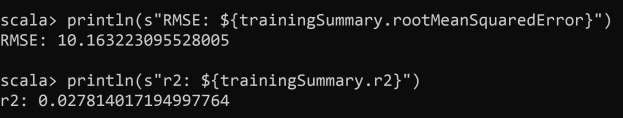 scala> println(s"RMSE: ${trainingSummary.rootMeanSquaredError}")
RMSE: 10.163223095528005
scala> println(s"r2: ${trainingSummary.r2}")
r2: 0.027814017194997764